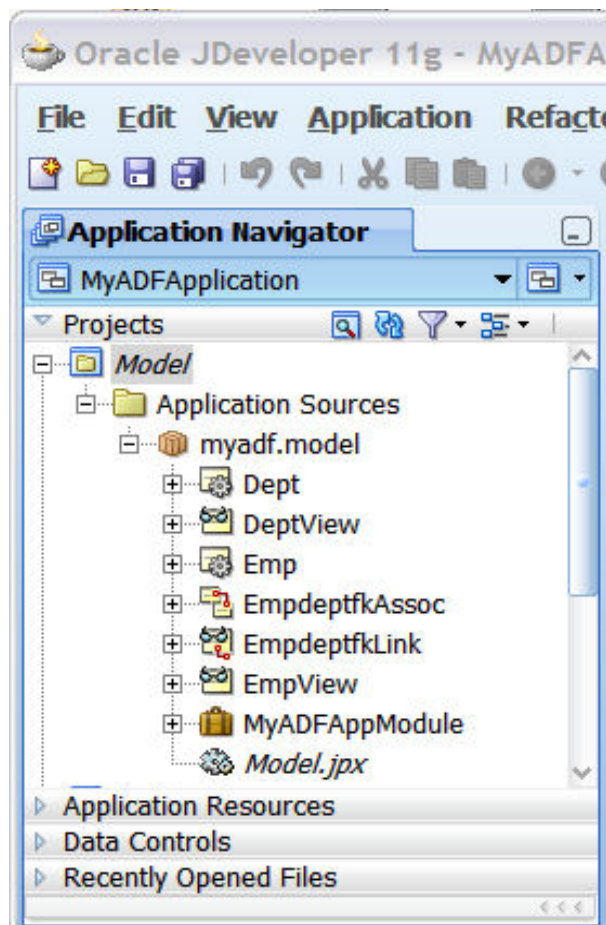 Oracle JDeveloper 11g - MyADFA
File Edit View Application Refacto
Application Navigator
MyADFApplication
Projects
Model
Application Sources
myadf.model
Dept
DeptView
Emp
EmpdeptfkAssoc
EmpdeptfkLink
EmpView
MyADFAppModule
Model.jpx
Application Resources
Data Controls
Recently Opened Files